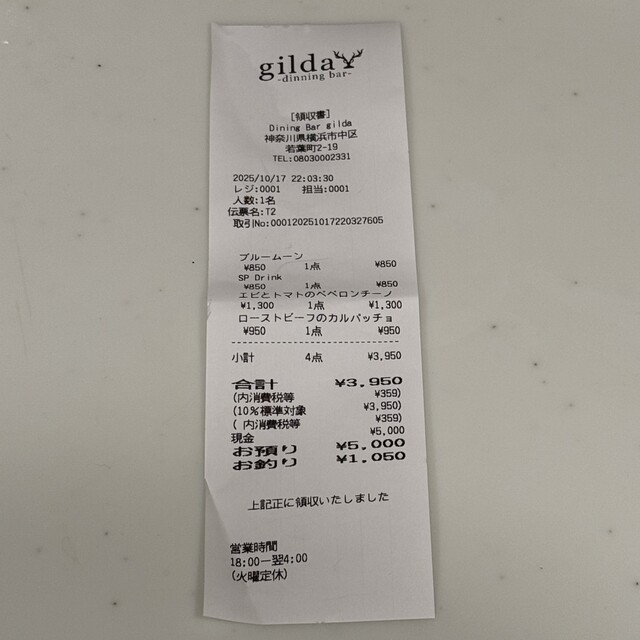 gilda
-dinning bar-
[領収書]
Dining Bar gilda
神奈川県横浜市中区
若葉町2-19
TEL:08030002331
2025/10/17 22:03:30
レジ:0001 担当:0001
人数:1名
伝票名:T2
取引No:000120251017220327605
ブルームーン
¥850 1点 ¥850
SP Drink
¥850 1点 ¥850
エビとトマトのペペロンチーノ
¥1,300 1点 ¥1,300
ローストビーフのカルパッチョ
¥950 1点 ¥950
小計 4点 ¥3,950
合計 ¥3,950
(内消費税等 ¥359)
(10%標準対象 ¥3,950)
( 内消費税等 ¥359)
現金 ¥5,000
お預り ¥5,000
お釣り ¥1,050
上記正に領収いたしました
営業時間
18:00ー翌4:00
(火曜定休)